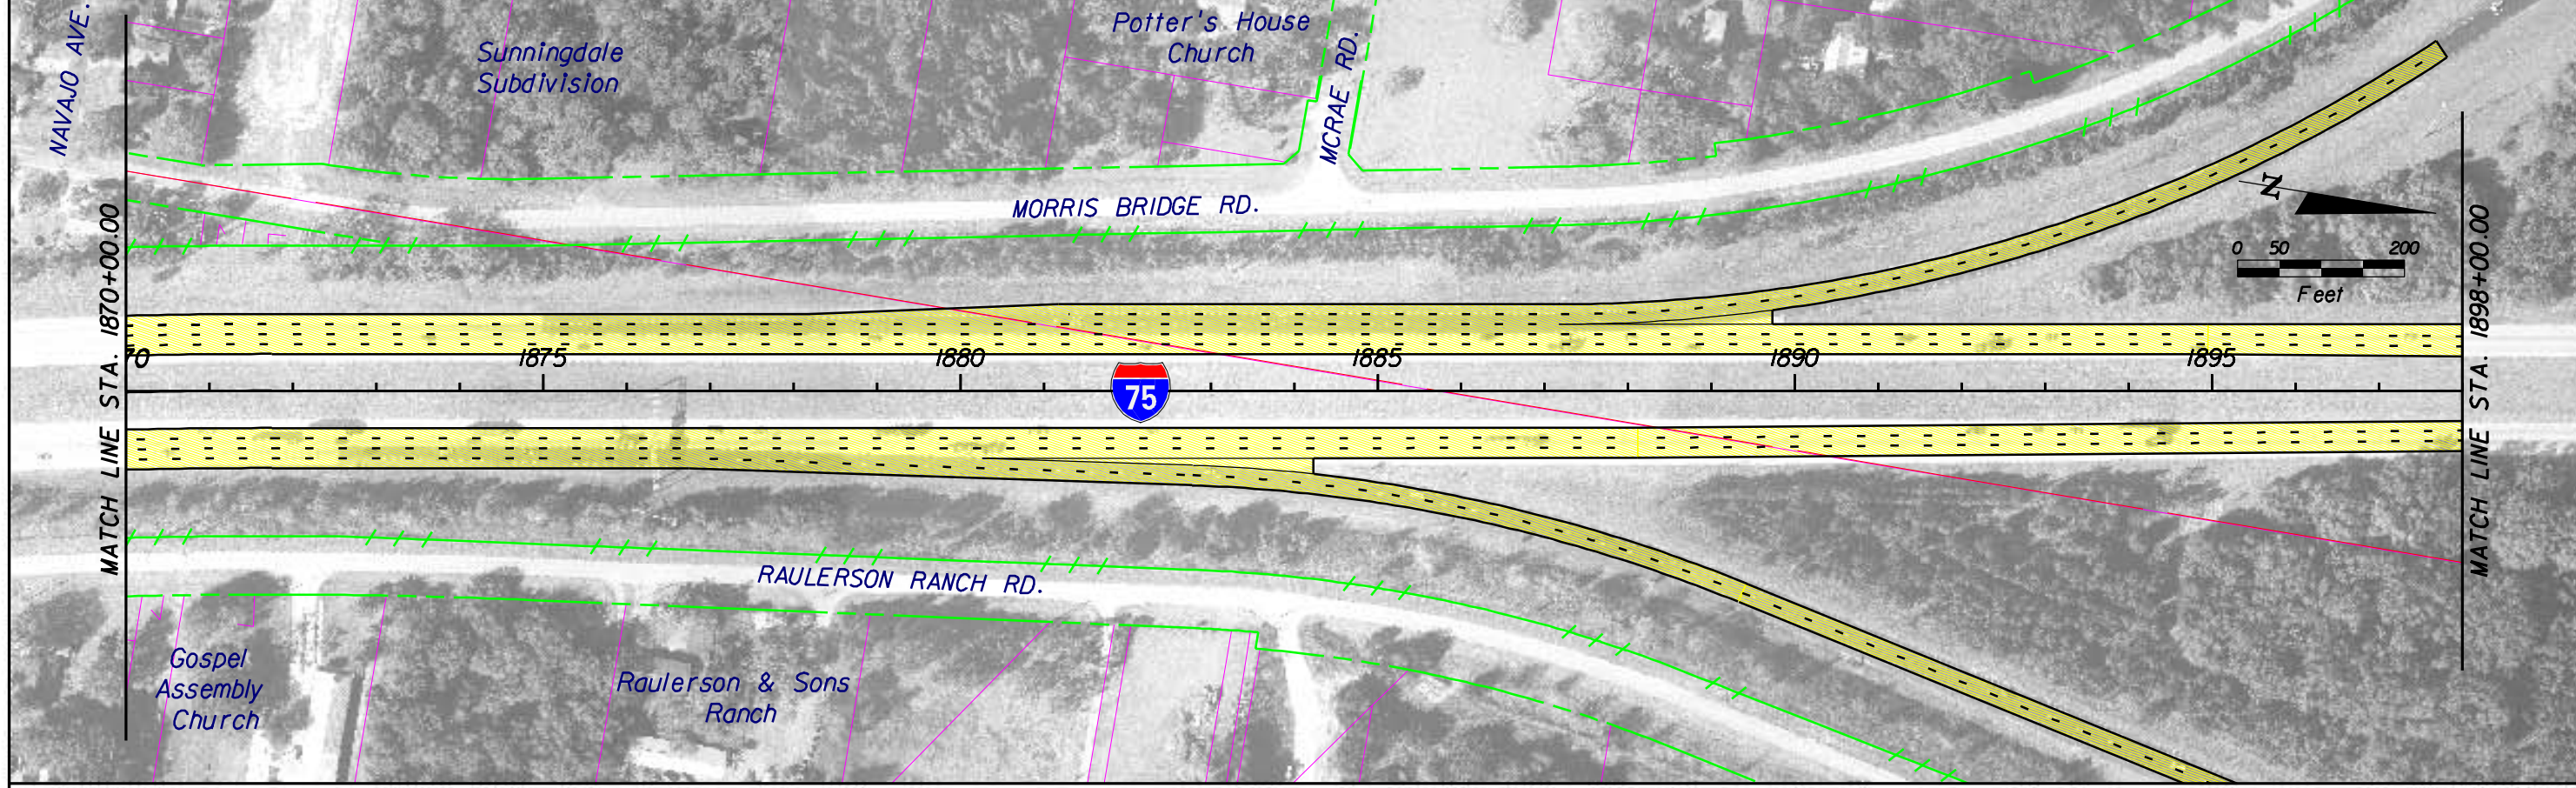 NAVAJO AVE.
Sunningdale
Subdivision
Potter's House
Church
MCRAE RD.
MORRIS BRIDGE RD.
N
0 50 200
Feet
MATCH LINE STA. 1870+00.00
MATCH LINE STA. 1898+00.00
70 1875 1880 1885 1890 1895
75
RAULERSON RANCH RD.
Gospel
Assembly
Church
Raulerson & Sons
Ranch